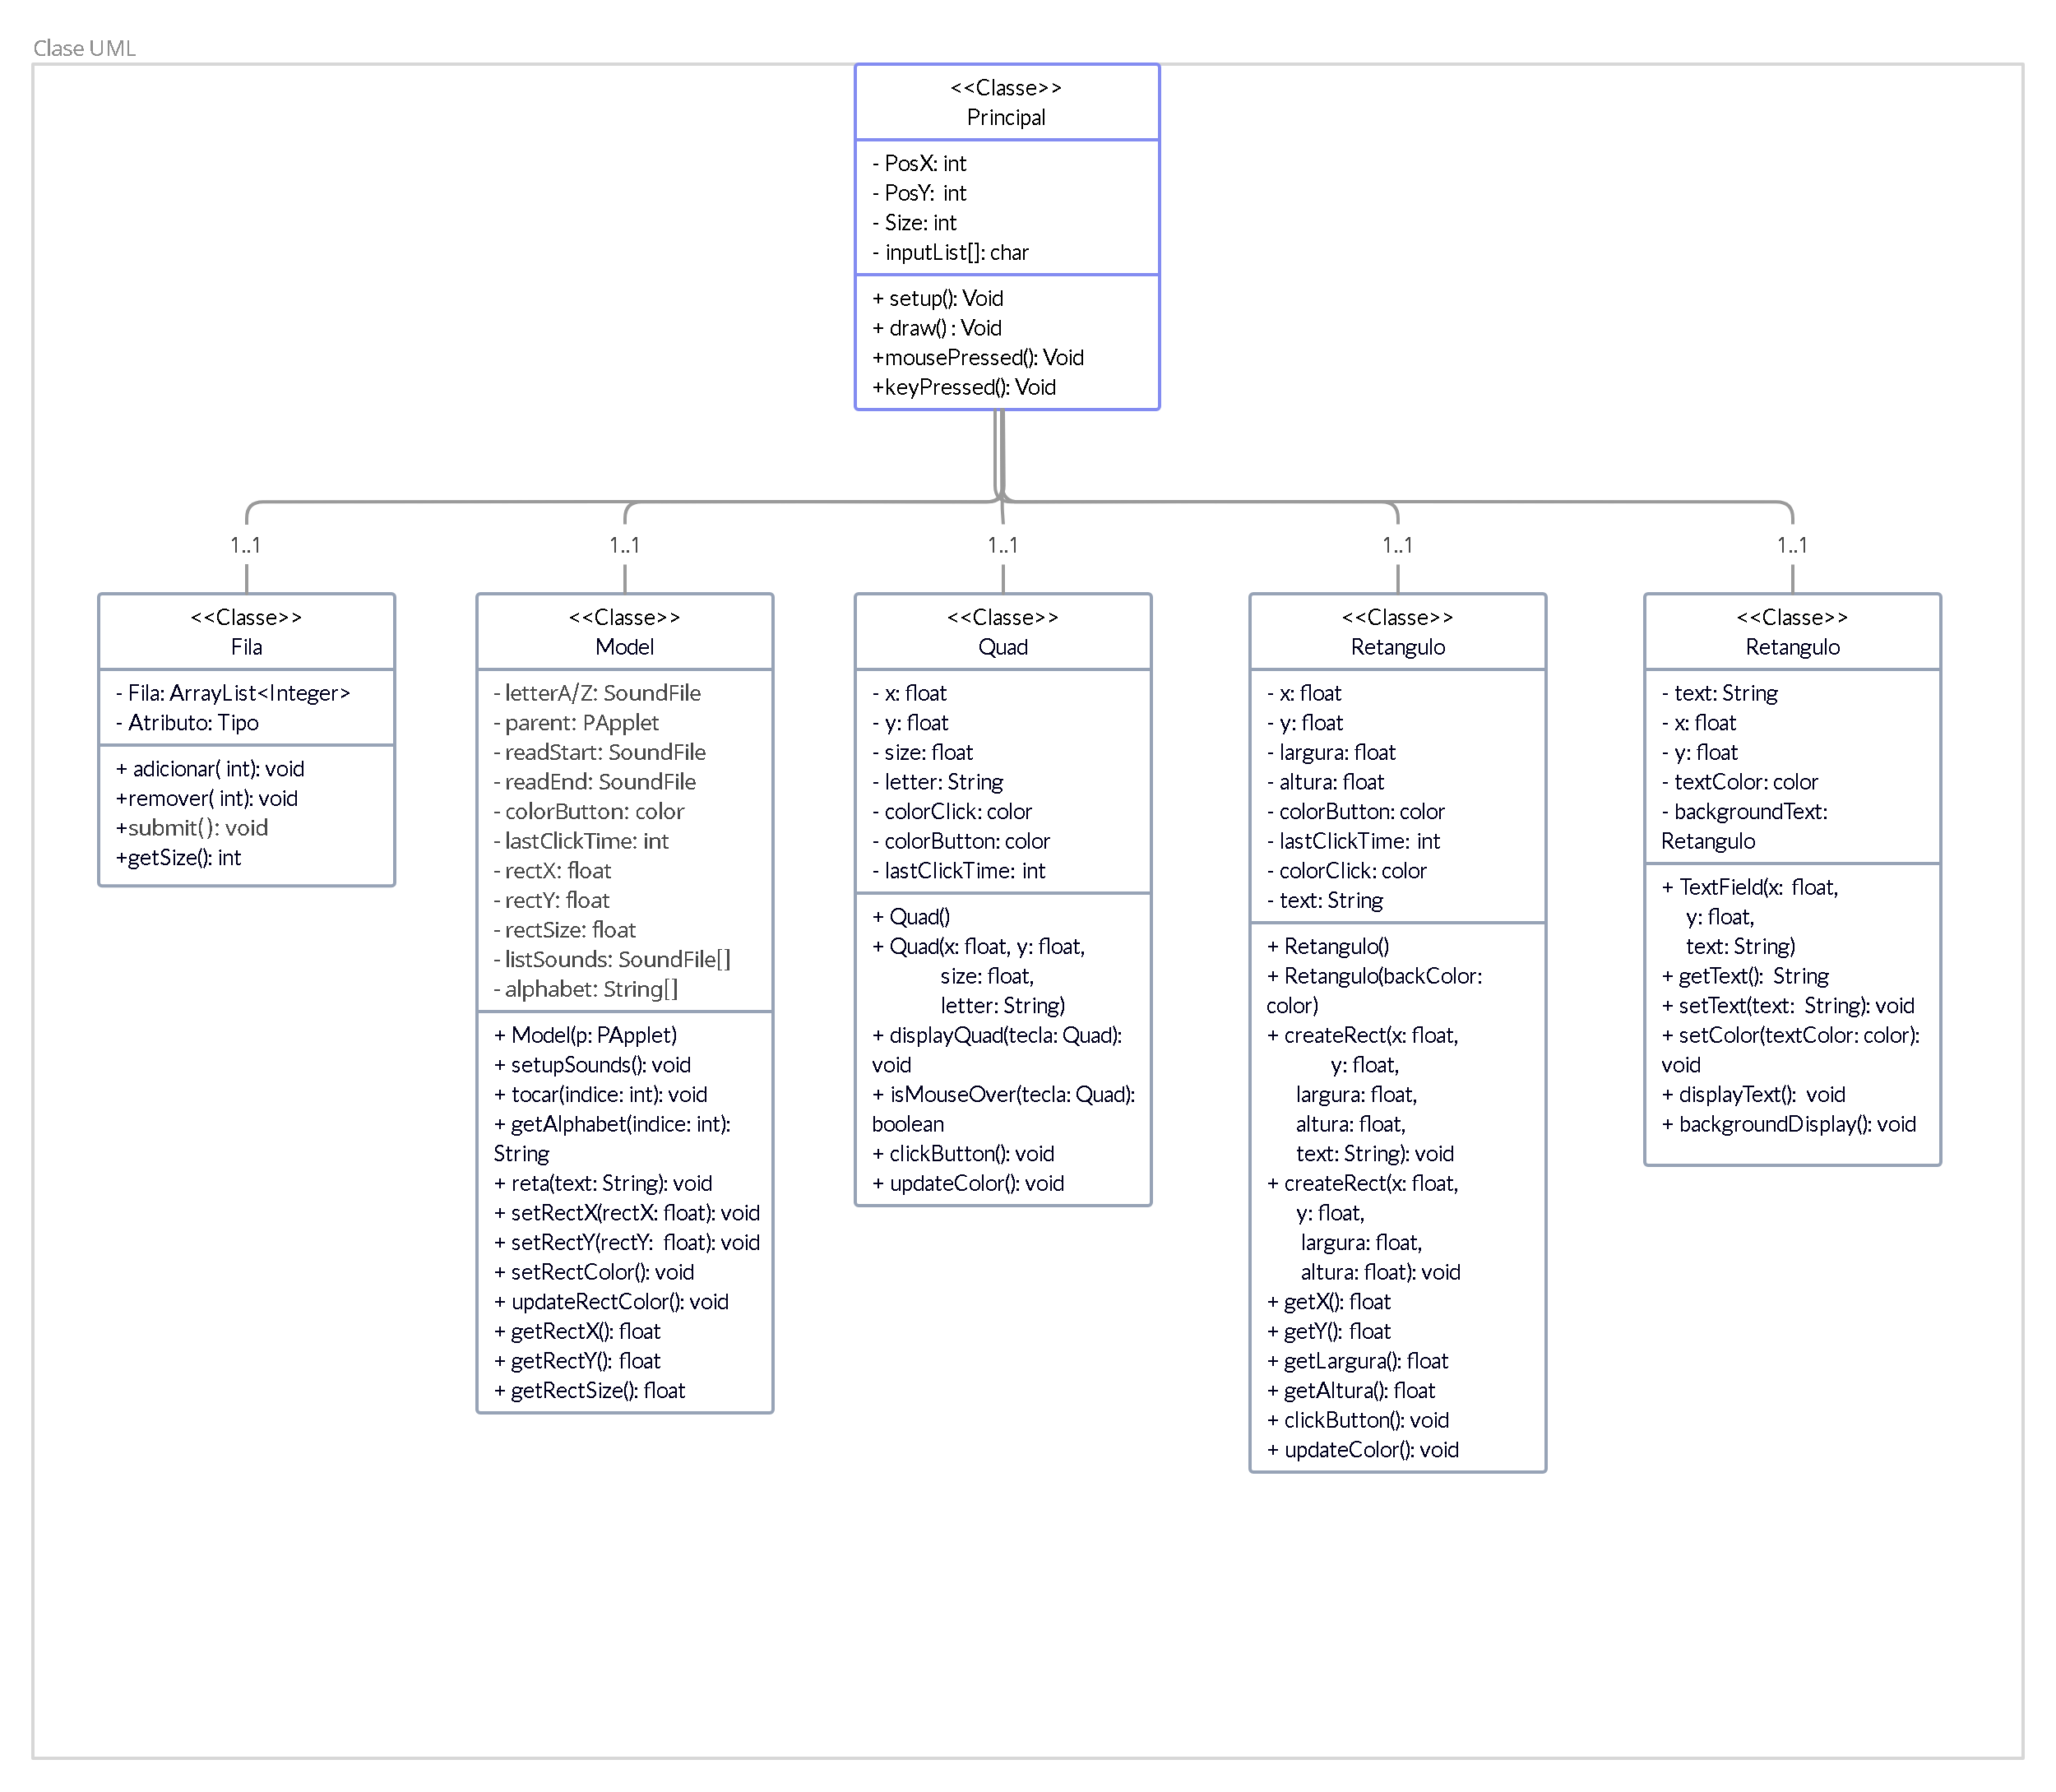 Clase UML
<<Classe>>
Principal
- PosX: int
- PosY:  int
- Size: int
- inputList[]: char
+ setup(): Void
+ draw() : Void
+mousePressed(): Void
+keyPressed(): Void
1..1
1..1
1..1
1..1
1..1
<<Classe>>
Fila
- Fila: ArrayList<Integer>
- Atributo: Tipo
+ adicionar( int): void
+remover( int): void
+submit( ): void
+getSize(): int
<<Classe>>
Model
- letterA/Z: SoundFile
- parent: PApplet
- readStart: SoundFile
- readEnd: SoundFile
- colorButton: color
- lastClickTime: int
- rectX: float
- rectY: float
- rectSize: float
- listSounds: SoundFile[]
- alphabet: String[]
+ Model(p: PApplet)
+ setupSounds(): void
+ tocar(indice: int): void
+ getAlphabet(indice: int):
String
+ reta(text: String): void
+ setRectX(rectX: float): void
+ setRectY(rectY:  float): void
+ setRectColor(): void
+ updateRectColor(): void
+ getRectX(): float
+ getRectY(): float
+ getRectSize(): float
<<Classe>>
Quad
- x: float
- y: float
- size: float
- letter: String
- colorClick: color
- colorButton: color
- lastClickTime: int
+ Quad()
+ Quad(x: float, y: float,
size: float,
letter: String)
+ displayQuad(tecla: Quad):
void
+ isMouseOver(tecla: Quad):
boolean
+ clickButton(): void
+ updateColor(): void
<<Classe>>
Retangulo
- x: float
- y: float
- largura: float
- altura: float
- colorButton: color
- lastClickTime: int
- colorClick: color
- text: String
+ Retangulo()
+ Retangulo(backColor:
color)
+ createRect(x: float,
y: float,
largura: float,
altura: float,
text: String): void
+ createRect(x: float,
y: float,
largura: float,
altura: float): void
+ getX(): float
+ getY(): float
+ getLargura(): float
+ getAltura(): float
+ clickButton(): void
+ updateColor(): void
<<Classe>>
Retangulo
- text: String
- x: float
- y: float
- textColor: color
- backgroundText:
Retangulo
+ TextField(x:  float,
y: float,
text: String)
+ getText():  String
+ setText(text:  String): void
+ setColor(textColor: color):
void
+ displayText():  void
+ backgroundDisplay(): void